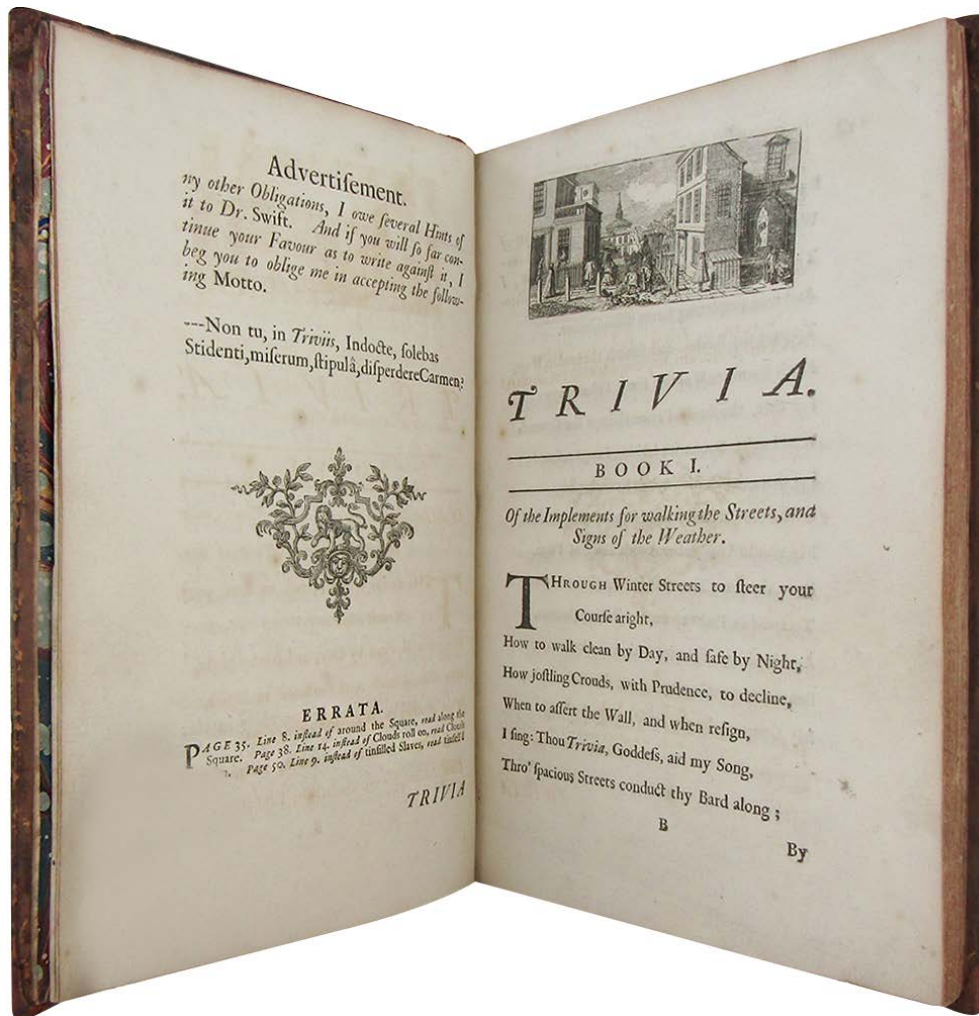 Advertiſement.
ny other Obligations, I owe ſeveral Hints of
it to Dr. Swift. And if you will ſo far con-
tinue your Favour as to write againſt it, I
beg you to oblige me in accepting the follow-
ing Motto.
---Non tu, in Triviis, Indocte, ſolebas
Stidenti, miſerum, ſtipulâ, diſperdere Carmen?
ERRATA.
PAGE 35. Line 8. inſtead of around the Square, read along the
Square. Page 38. Line 14. inſtead of Clouds roll on, read Clouds
Page 50. Line 9. inſtead of tinſilled Slaves, read
TRIVIA
TRIVIA.
BOOK I.
Of the Implements for walking the Streets, and
Signs of the Weather.
THROUGH Winter Streets to ſteer your
Courſe aright,
How to walk clean by Day, and ſafe by Night,
How joſtling Crouds, with Prudence, to decline,
When to aſſert the Wall, and when reſign,
I ſing: Thou Trivia, Goddeſs, aid my Song,
Thro' ſpacious Streets conduct thy Bard along;
B
By